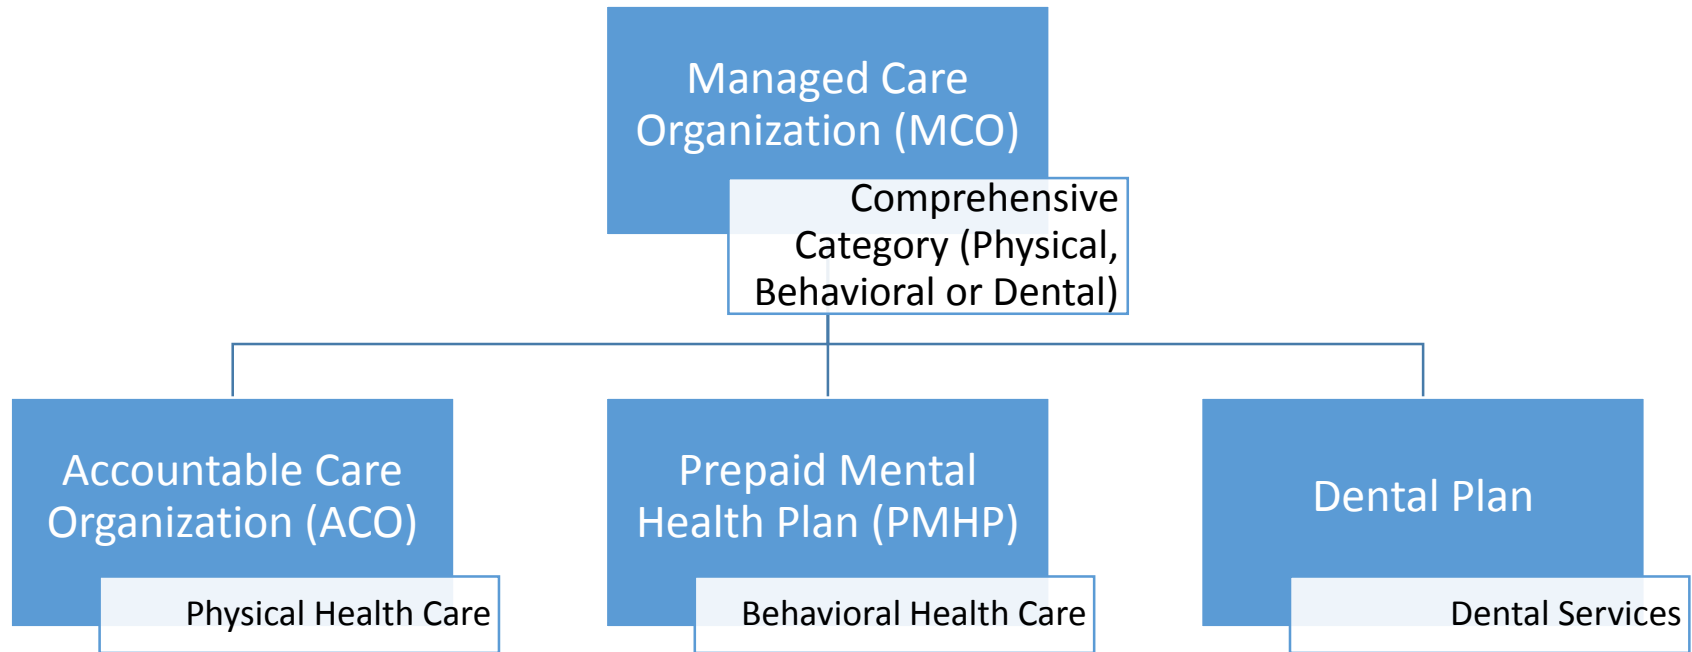 Managed Care
Organization (MCO)
Comprehensive
Category (Physical,
Behavioral or Dental)
Accountable Care
Organization (ACO)
Physical Health Care
Prepaid Mental
Health Plan (PMHP)
Behavioral Health Care
Dental Plan
Dental Services